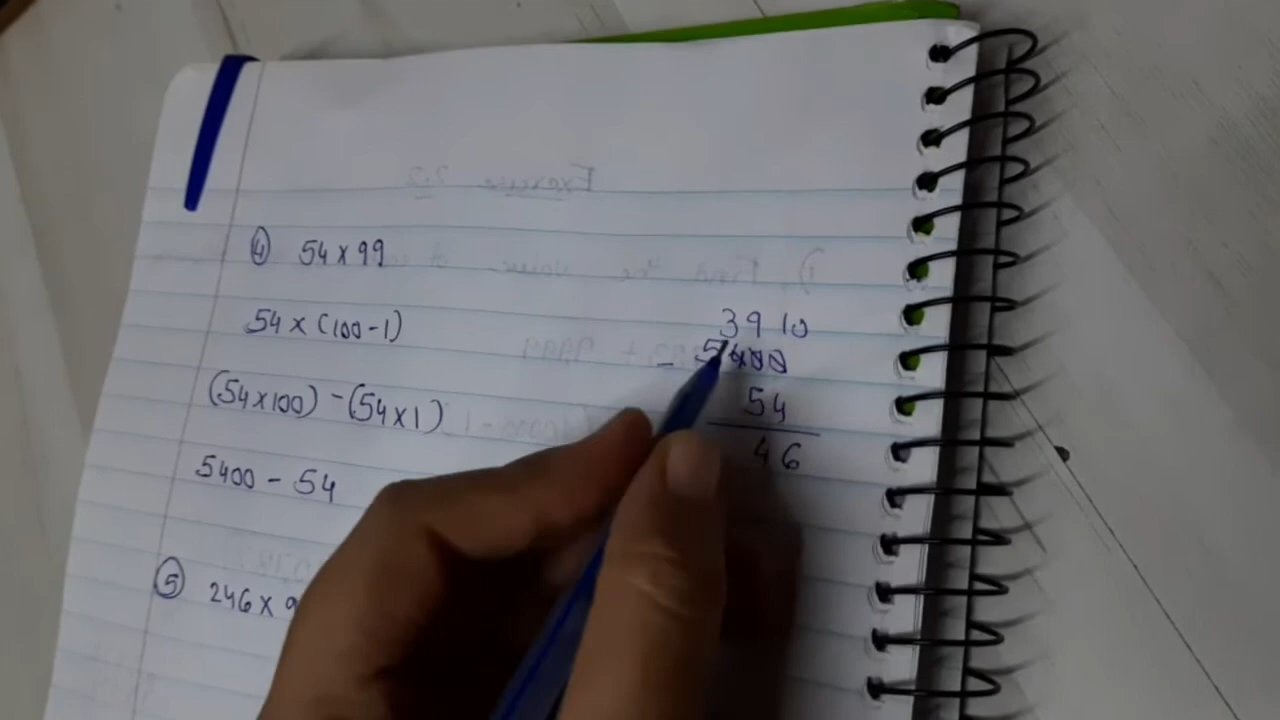 ④ 54 x 99
54 x (100 - 1)
(54 x 100) - (54 x 1)
5400 - 54
⑤ 246 x 9
3 9 10
- 5400
54
46